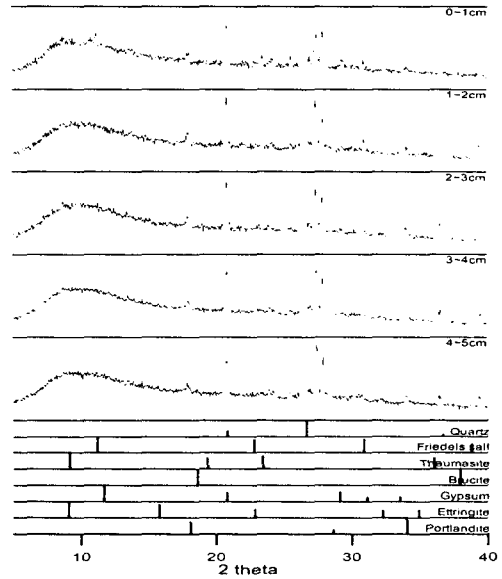 0-1cm
1-2cm
2-3cm
3-4cm
4-5cm
Quartz
Friedels salt
Thaumasite
Brucite
Gypsum
Ettringite
Portlandite
10 20 30 40
2 theta